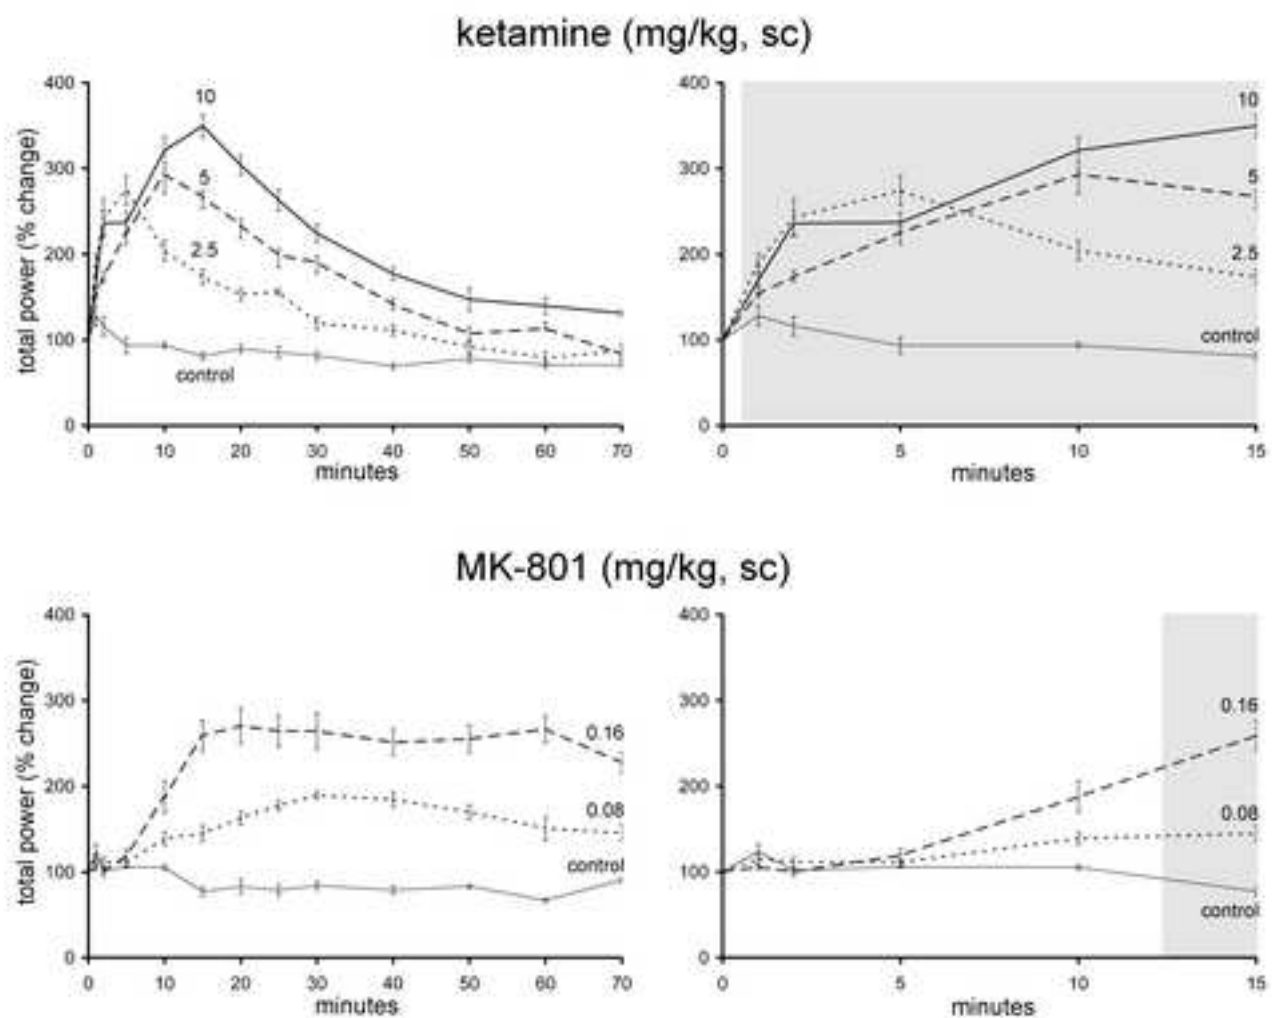 ketamine (mg/kg, sc)
total power (% change)
400
300
200
100
0
10
5
2.5
control
0 10 20 30 40 50 60 70
minutes
400
300
200
100
0
10
5
2.5
control
0 5 10 15
minutes
MK-801 (mg/kg, sc)
total power (% change)
400
300
200
100
0
0.16
0.08
control
0 10 20 30 40 50 60 70
minutes
400
300
200
100
0
0.16
0.08
control
0 5 10 15
minutes